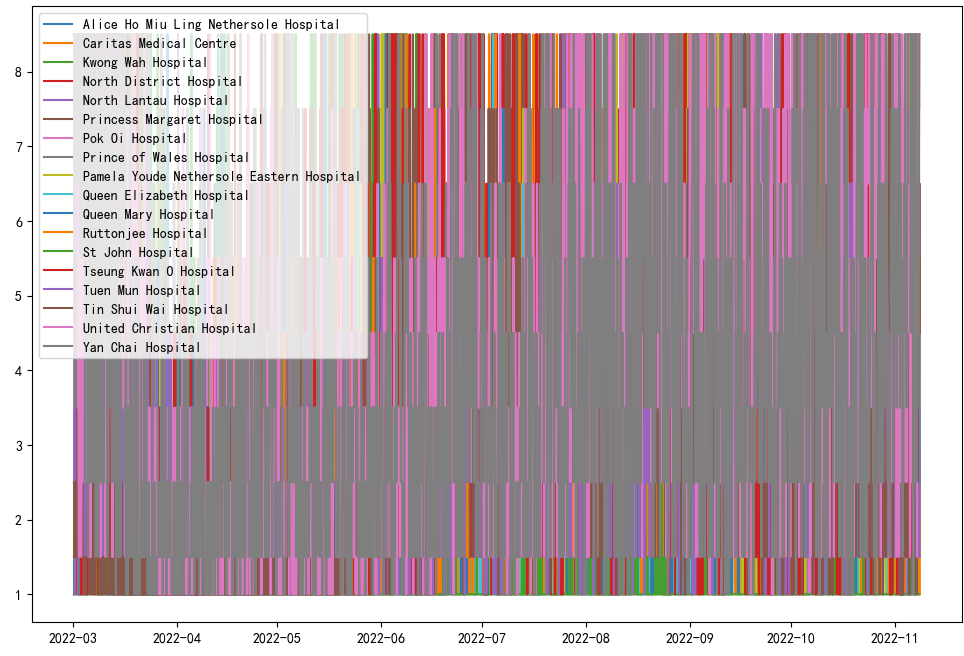 Alice Ho Miu Ling Nethersole Hospital
Caritas Medical Centre
Kwong Wah Hospital
North District Hospital
North Lantau Hospital
Princess Margaret Hospital
Pok Oi Hospital
Prince of Wales Hospital
Pamela Youde Nethersole Eastern Hospital
Queen Elizabeth Hospital
Queen Mary Hospital
Ruttonjee Hospital
St John Hospital
Tseung Kwan O Hospital
Tuen Mun Hospital
Tin Shui Wai Hospital
United Christian Hospital
Yan Chai Hospital
8
7
6
5
4
3
2
1
2022-03 2022-04 2022-05 2022-06 2022-07 2022-08 2022-09 2022-10 2022-11